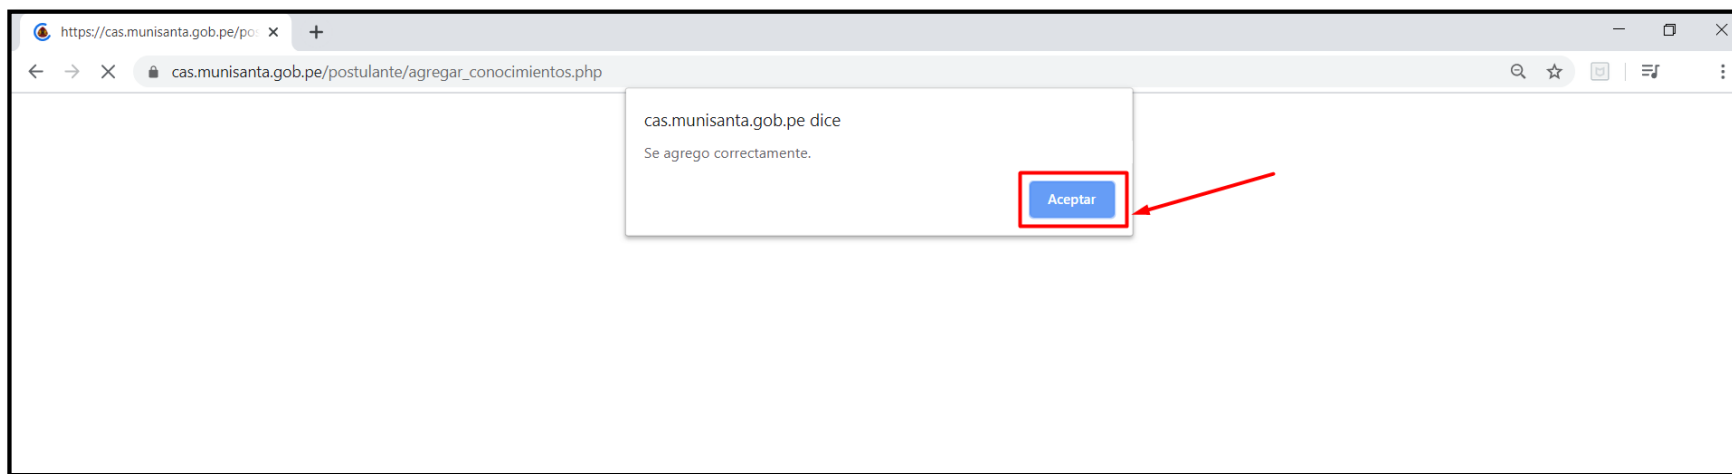 https://cas.munisanta.gob.pe/po
cas.munisanta.gob.pe/postulante/agregar_conocimientos.php
cas.munisanta.gob.pe dice
Se agrego correctamente.
Aceptar